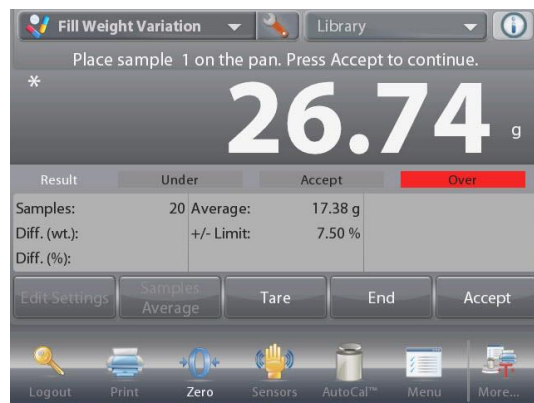 Fill Weight Variation Library
Place sample 1 on the pan. Press Accept to continue.
* 26.74 g
Result Under Accept Over
Samples: 20 Average: 17.38 g
Diff. (wt.): +/- Limit: 7.50 %
Diff. (%):
Edit Settings Samples Average Tare End Accept
Logout Print Zero Sensors AutoCal™ Menu More...